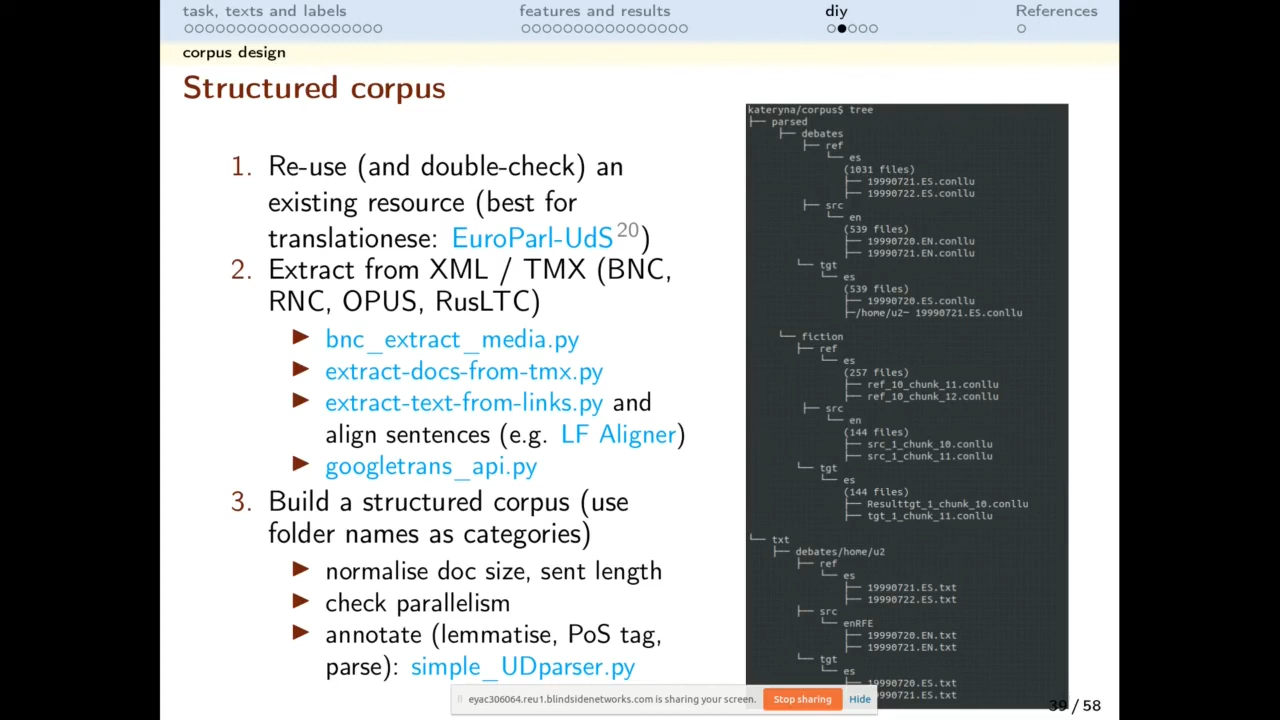 task, texts and labels
features and results
diy
References
corpus design
Structured corpus
1. Re-use (and double-check) an
existing resource (best for
translationese: EuroParl-UdS20)
2. Extract from XML / TMX (BNC,
RNC, OPUS, RusLTC)
bnc_extract_media.py
extract-docs-from-tmx.py
extract-text-from-links.py and
align sentences (e.g. LF Aligner)
googletrans_api.py
3. Build a structured corpus (use
folder names as categories)
normalise doc size, sent length
check parallelism
annotate (lemmatise, PoS tag,
parse): simple_UDparser.py
kateryna/corpus$ tree
├── parsed
├── debates
├── ref
└── es
(1031 files)
├── 19990721.ES.conllu
├── 19990722.ES.conllu
├── src
└── en
(539 files)
├── 19990720.EN.conllu
├── 19990721.EN.conllu
└── tgt
└── es
(539 files)
├── 19990720.ES.conllu
├─/home/u2~ 19990721.ES.conllu
└── fiction
├── ref
└── es
(257 files)
├── ref_10_chunk_11.conllu
├── ref_10_chunk_12.conllu
├── src
└── en
(144 files)
├── src_1_chunk_10.conllu
├── src_1_chunk_11.conllu
└── tgt
└── es
(144 files)
├── Resulttgt_1_chunk_10.conllu
├── tgt_1_chunk_11.conllu
└── txt
├── debates/home/u2
├── ref
└── es
├── 19990721.ES.txt
├── 19990722.ES.txt
├── src
└── enRFE
├── 19990720.EN.txt
├── 19990721.EN.txt
└── tgt
└── es
├── 19990720.ES.txt
9990721.ES.txt
eyac306064.reu1.blindsidenetworks.com is sharing your screen.
Stop sharing
Hide
39 / 58